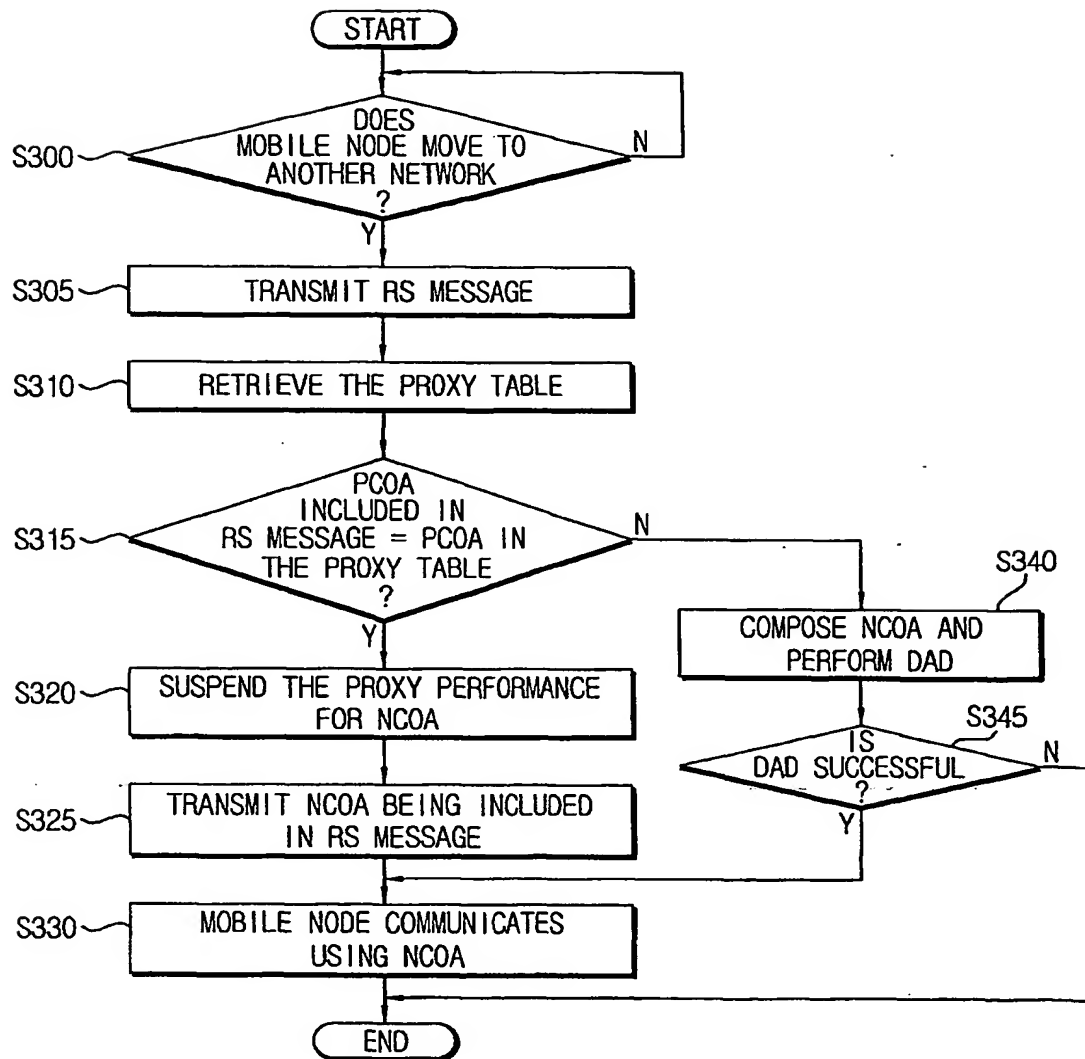 START
DOES
MOBILE NODE MOVE TO
ANOTHER NETWORK
?
N
S300
Y
S305
TRANSMIT RS MESSAGE
S310
RETRIEVE THE PROXY TABLE
PCOA
INCLUDED IN
RS MESSAGE = PCOA IN
THE PROXY TABLE
?
N
S315
Y
S340
COMPOSE NCOA AND
PERFORM DAD
S320
SUSPEND THE PROXY PERFORMANCE
FOR NCOA
S345
IS
DAD SUCCESSFUL
?
N
Y
S325
TRANSMIT NCOA BEING INCLUDED
IN RS MESSAGE
S330
MOBILE NODE COMMUNICATES
USING NCOA
END